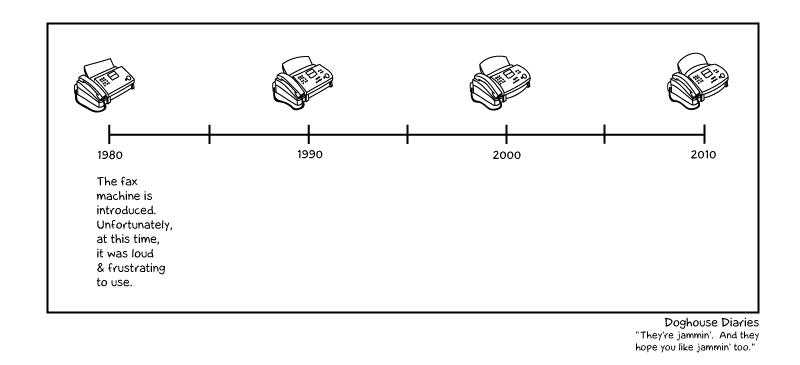 1980
1990
2000
2010
The fax
machine is
introduced.
Unfortunately,
at this time,
it was loud
& frustrating
to use.
Doghouse Diaries
"They're jammin'. And they
hope you like jammin' too."